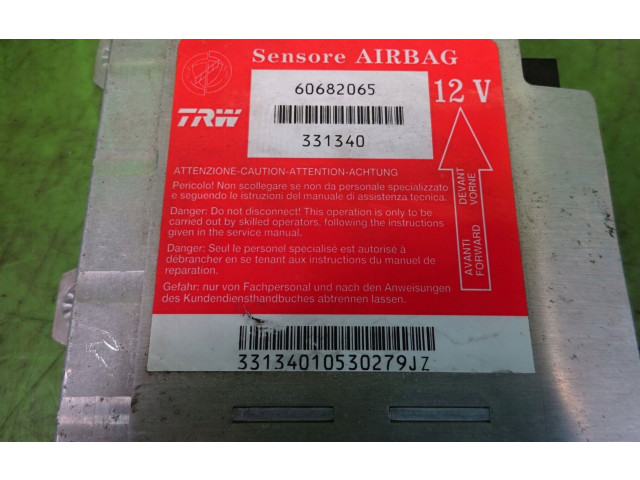 Sensore AIRBAG
60682065
12 V
TRW
331340
ATTENZIONE-CAUTION-ATTENTION-ACHTUNG
Pericolo! Non scollegare se non da personale specializzato
e seguendo le istruzioni del manuale di assistenza tecnica.
Danger: Do not disconnect! This operation is only to be
carried out by skilled operators, following the instructions
given in the service manual.
Danger: Seul le personel spécialisé est autorisé à
débrancher en se tenant aux instructions du manuel de
reparation.
Gefahr: nur von Fachpersonal und nach den Anweisungen
des Kundendiensthandbuches abtrennen lassen.
AVANTI DEVANT
FORWARD VORNE
33134010530279JZ